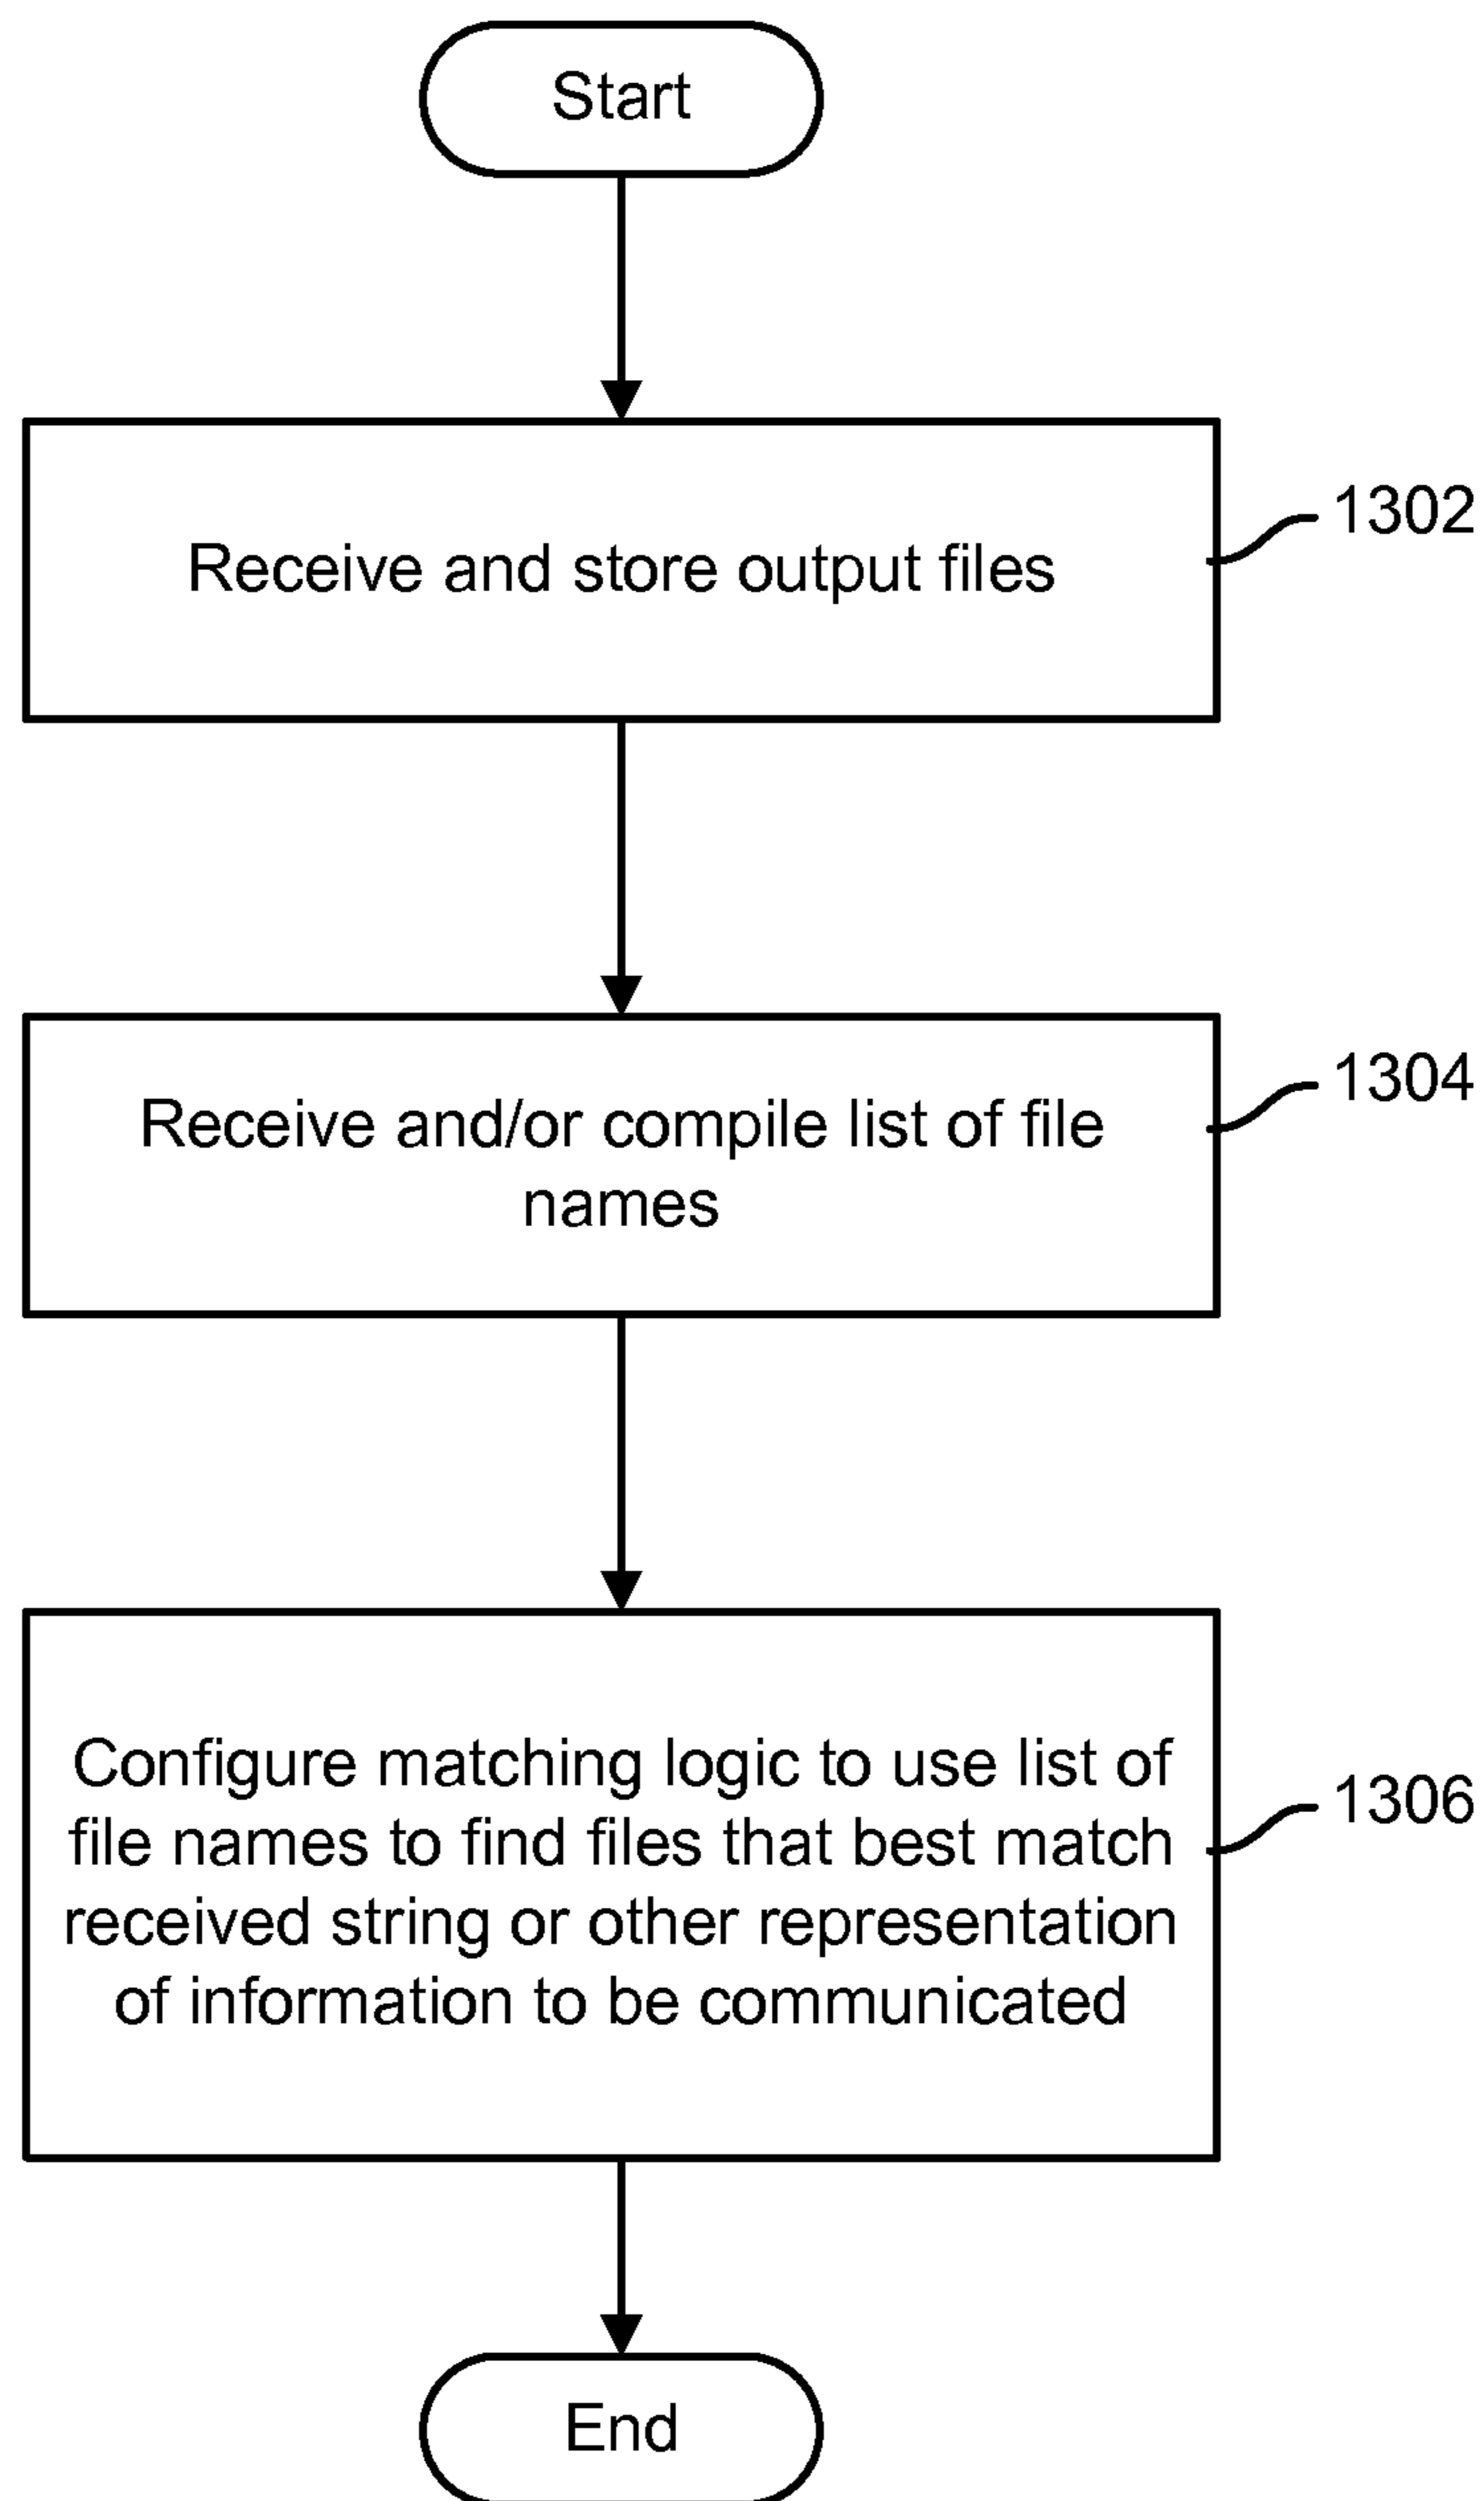 Start
Receive and store output files
1302
Receive and/or compile list of file
names
1304
Configure matching logic to use list of
file names to find files that best match
received string or other representation
of information to be communicated
1306
End